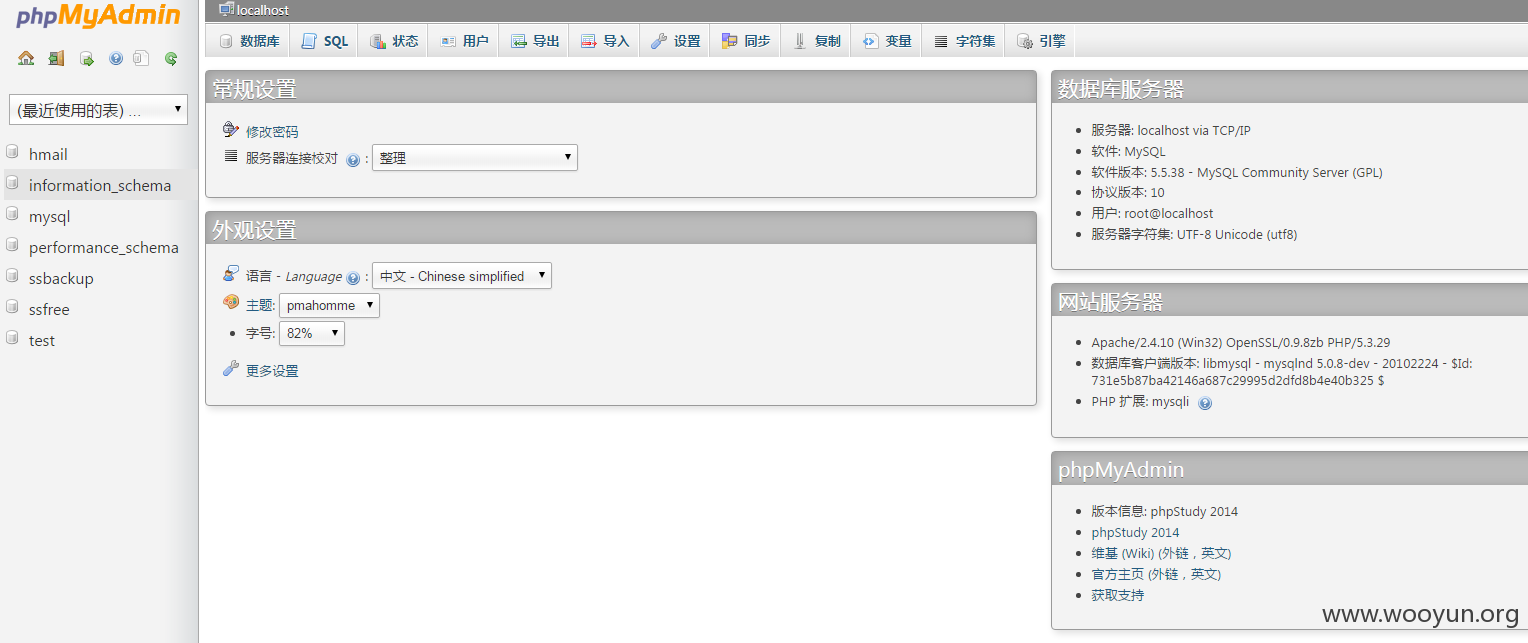 phpMyAdmin
(最近使用的表) ...
hmail
information_schema
mysql
performance_schema
ssbackup
ssfree
test
localhost
数据库 SQL 状态 用户 导出 导入 设置 同步 复制 变量 字符集 引擎
常规设置
修改密码
服务器连接校对 : 整理
外观设置
语言 - Language : 中文 - Chinese simplified
主题: pmahomme
字号: 82%
更多设置
数据库服务器
服务器: localhost via TCP/IP
软件: MySQL
软件版本: 5.5.38 - MySQL Community Server (GPL)
协议版本: 10
用户: root@localhost
服务器字符集: UTF-8 Unicode (utf8)
网站服务器
Apache/2.4.10 (Win32) OpenSSL/0.9.8zb PHP/5.3.29
数据库客户端版本: libmysql - mysqlnd 5.0.8-dev - 20102224 - $Id:
731e5b87ba42146a687c29995d2dfd8b4e40b325 $
PHP 扩展: mysqli
phpMyAdmin
版本信息: phpStudy 2014
phpStudy 2014
维基 (Wiki) (外链，英文)
官方主页 (外链，英文)
获取支持
www.wooyun.org